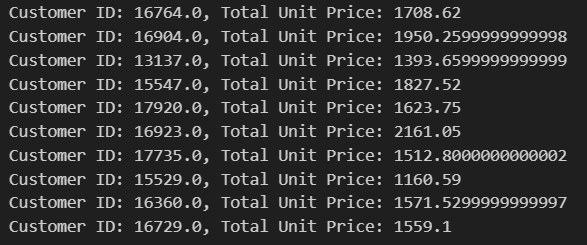 Customer ID: 16764.0, Total Unit Price: 1708.62
Customer ID: 16904.0, Total Unit Price: 1950.2599999999998
Customer ID: 13137.0, Total Unit Price: 1393.6599999999999
Customer ID: 15547.0, Total Unit Price: 1827.52
Customer ID: 17920.0, Total Unit Price: 1623.75
Customer ID: 16923.0, Total Unit Price: 2161.05
Customer ID: 17735.0, Total Unit Price: 1512.8000000000002
Customer ID: 15529.0, Total Unit Price: 1160.59
Customer ID: 16360.0, Total Unit Price: 1571.5299999999997
Customer ID: 16729.0, Total Unit Price: 1559.1